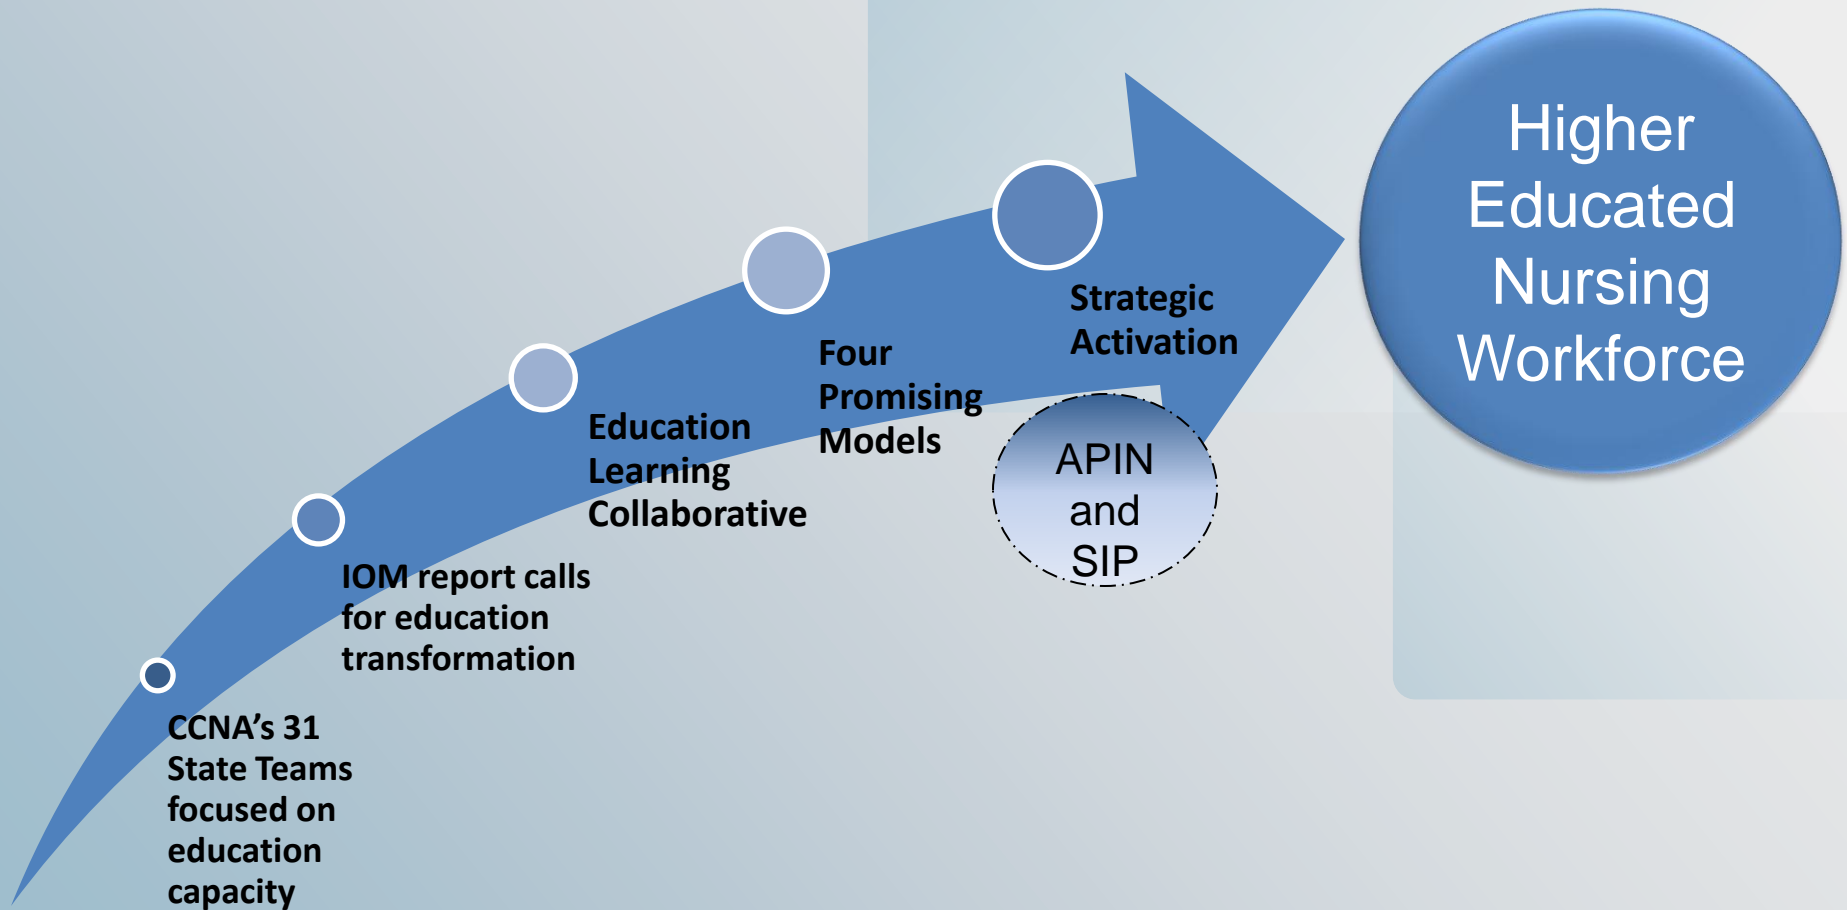 CCNA’s 31
State Teams
focused on
education
capacity
IOM report calls
for education
transformation
Education
Learning
Collaborative
Four
Promising
Models
Strategic
Activation
APIN
and
SIP
Higher
Educated
Nursing
Workforce